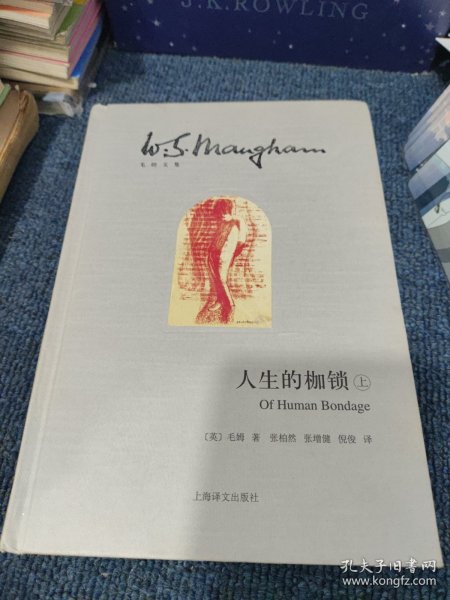 J.K.ROWLING
W.S.Maugham
毛姆文集
人生的枷锁 上
Of Human Bondage
〔英〕毛姆 著 张柏然 张增健 倪俊 译
上海译文出版社
孔夫子旧书网
www.kongfz.com